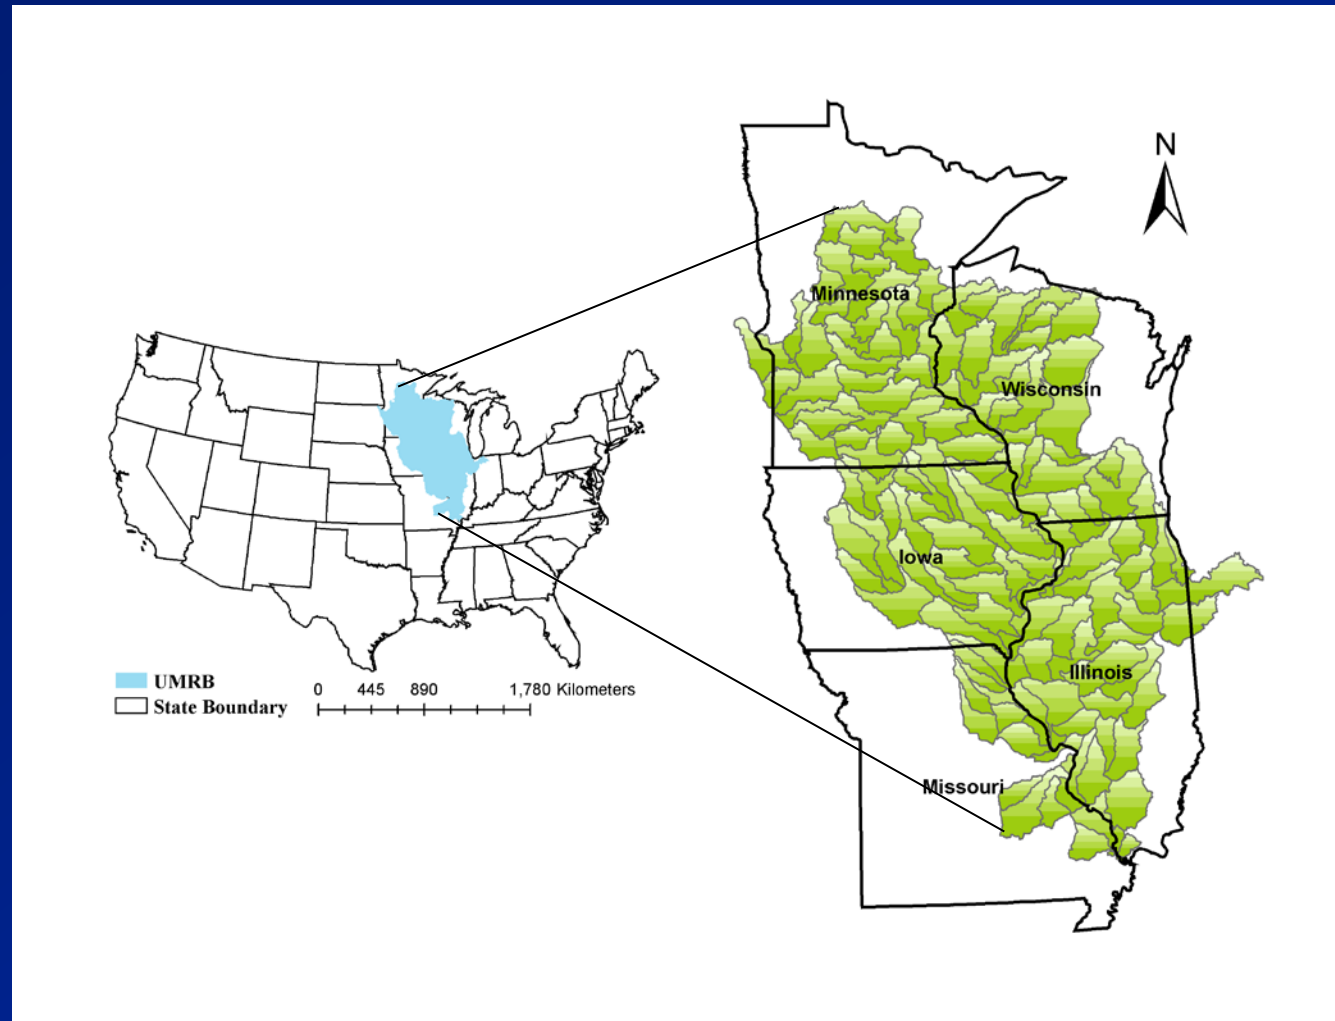 N
Minnesota
Wisconsin
Iowa
Illinois
Missouri
UMRB
State Boundary
0 445 890 1,780 Kilometers